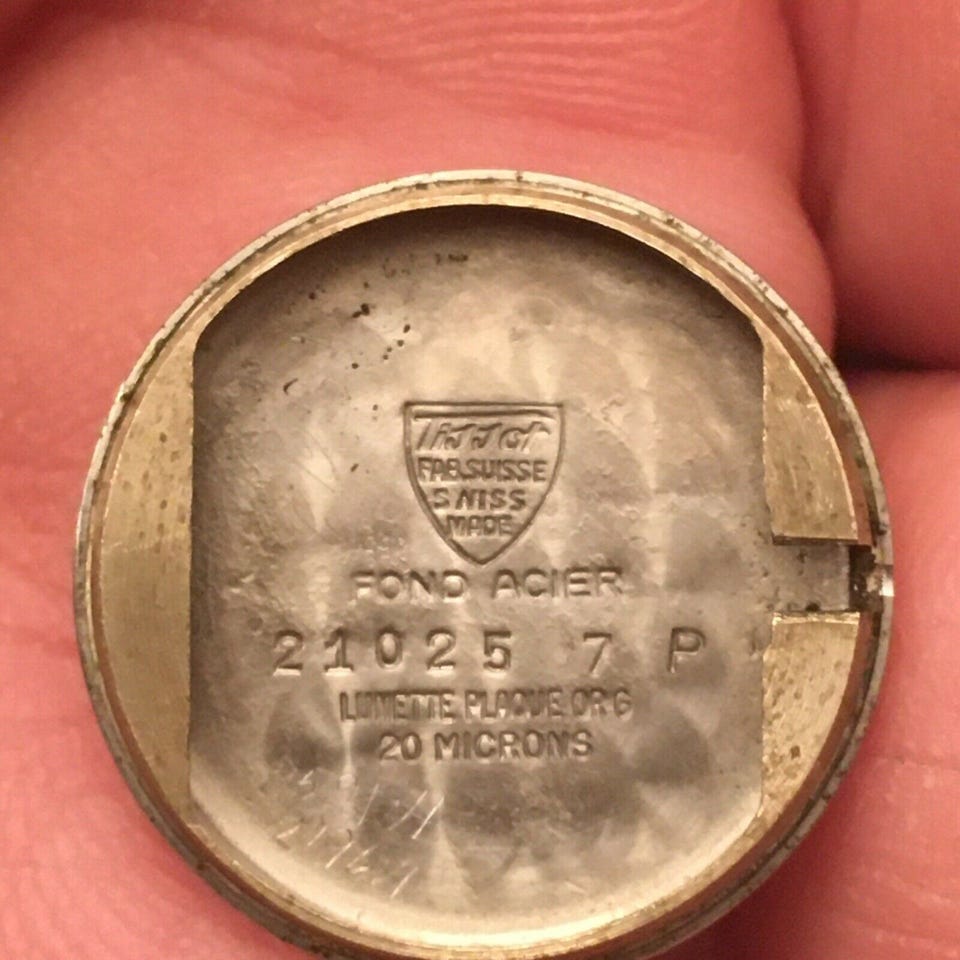 Tissot
FAB.SUISSE
SWISS
MADE
FOND ACIER
21025 7 P
LUNETTE PLAQUE OR G
20 MICRONS